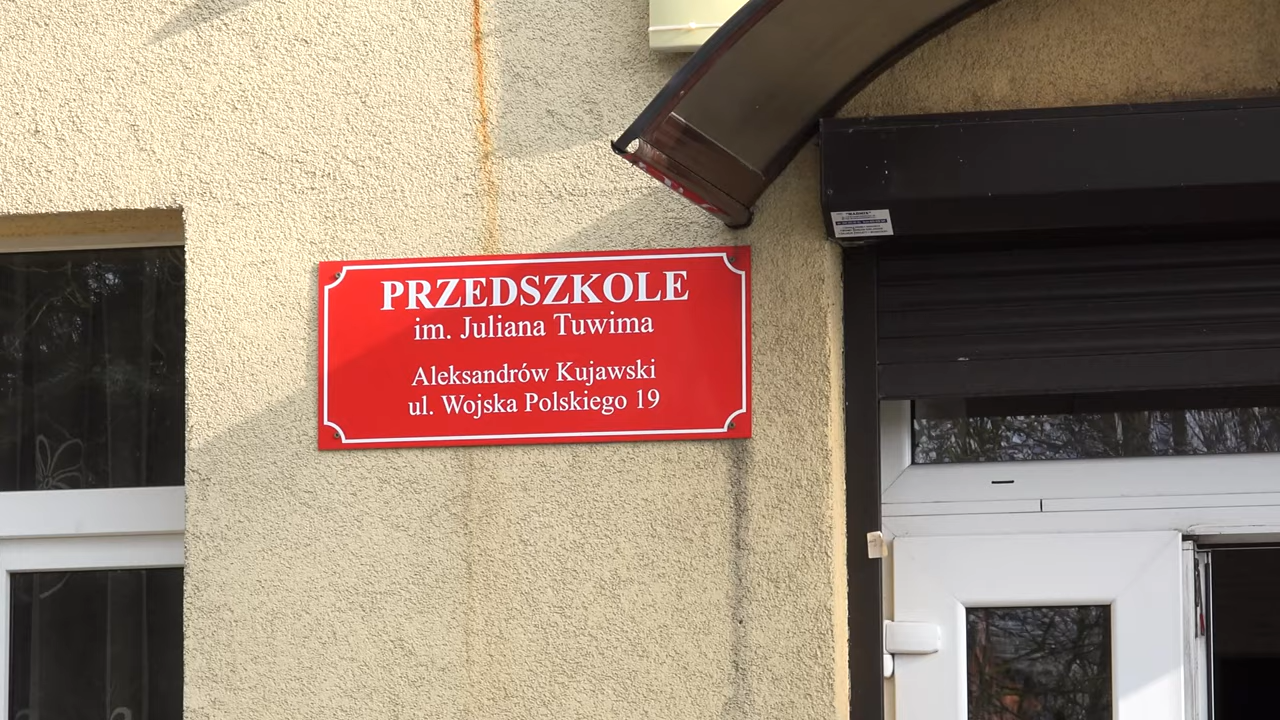 PRZEDSZKOLE
im. Juliana Tuwima
Aleksandrów Kujawski
ul. Wojska Polskiego 19